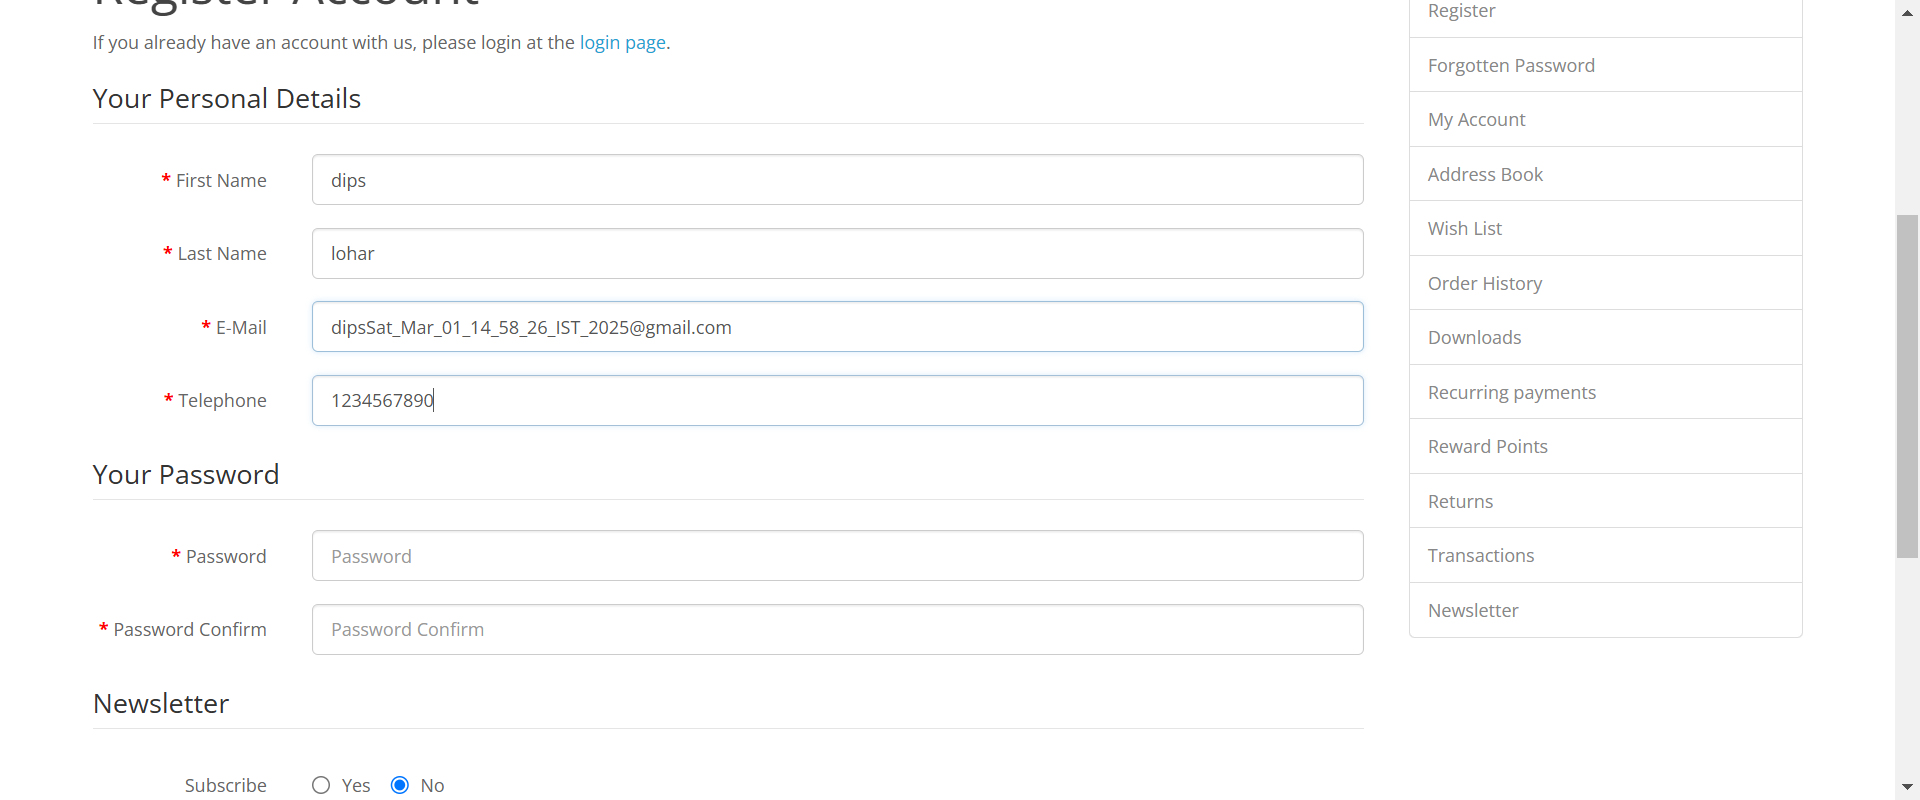 Register Account
If you already have an account with us, please login at the login page.
Your Personal Details
* First Name
dips
* Last Name
lohar
* E-Mail
dipsSat_Mar_01_14_58_26_IST_2025@gmail.com
* Telephone
1234567890
Your Password
* Password
Password
* Password Confirm
Password Confirm
Newsletter
Subscribe
Yes
No
Register
Forgotten Password
My Account
Address Book
Wish List
Order History
Downloads
Recurring payments
Reward Points
Returns
Transactions
Newsletter